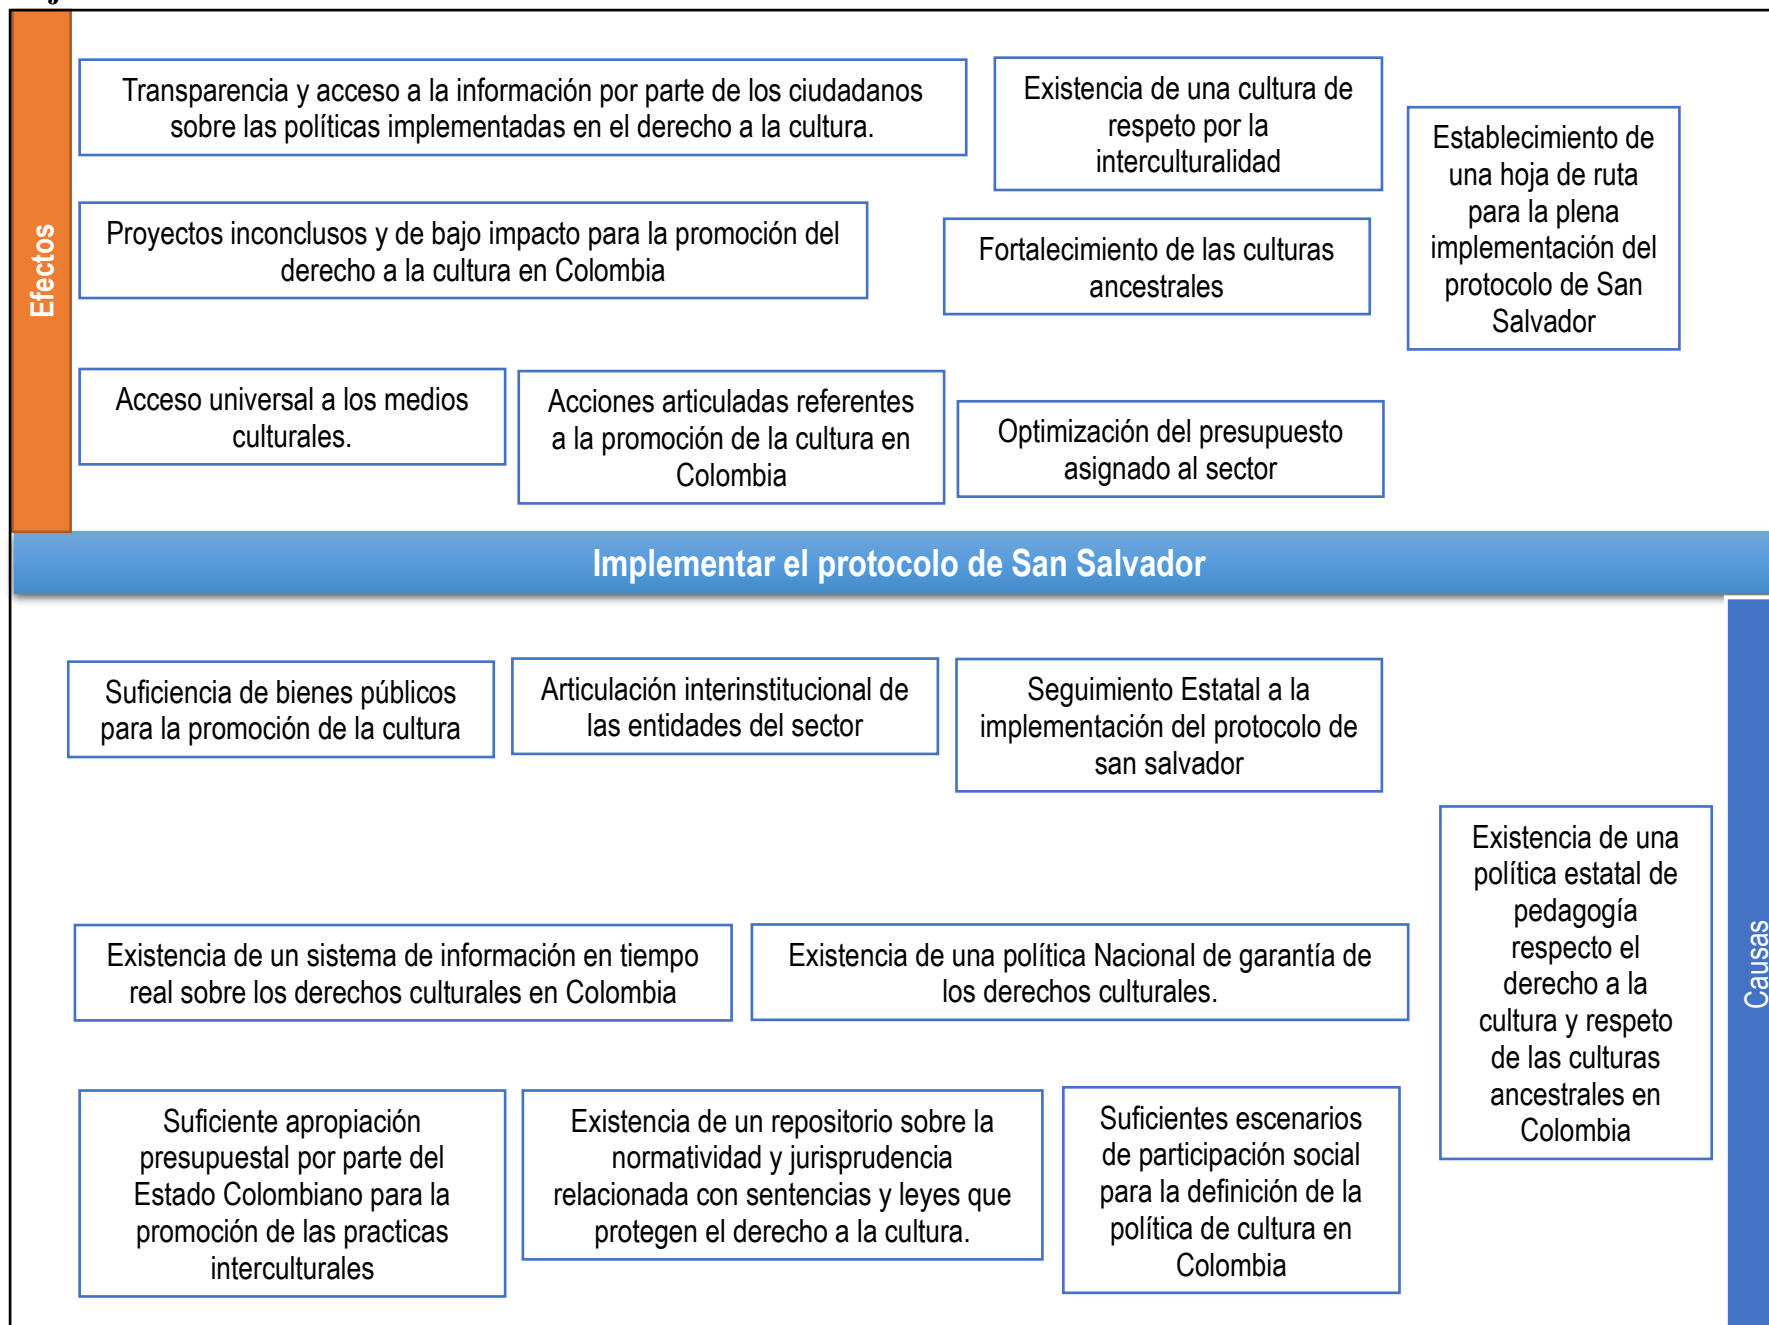 Efectos
Transparencia y acceso a la información por parte de los ciudadanos
sobre las políticas implementadas en el derecho a la cultura.
Existencia de una cultura de
respeto por la
interculturalidad
Establecimiento de
una hoja de ruta
para la plena
implementación del
protocolo de San
Salvador
Proyectos inconclusos y de bajo impacto para la promoción del
derecho a la cultura en Colombia
Fortalecimiento de las culturas
ancestrales
Acceso universal a los medios
culturales.
Acciones articuladas referentes
a la promoción de la cultura en
Colombia
Optimización del presupuesto
asignado al sector
Implementar el protocolo de San Salvador
Causas
Suficiencia de bienes públicos
para la promoción de la cultura
Articulación interinstitucional de
las entidades del sector
Seguimiento Estatal a la
implementación del protocolo de
san salvador
Existencia de una
política estatal de
pedagogía
respecto el
derecho a la
cultura y respeto
de las culturas
ancestrales en
Colombia
Existencia de un sistema de información en tiempo
real sobre los derechos culturales en Colombia
Existencia de una política Nacional de garantía de
los derechos culturales.
Suficiente apropiación
presupuestal por parte del
Estado Colombiano para la
promoción de las practicas
interculturales
Existencia de un repositorio sobre la
normatividad y jurisprudencia
relacionada con sentencias y leyes que
protegen el derecho a la cultura.
Suficientes escenarios
de participación social
para la definición de la
política de cultura en
Colombia